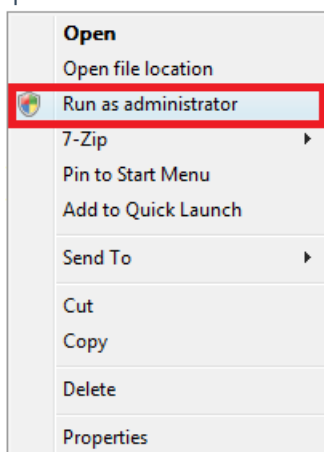 Open
Open file location
Run as administrator
7-Zip
Pin to Start Menu
Add to Quick Launch
Send To
Cut
Copy
Delete
Properties